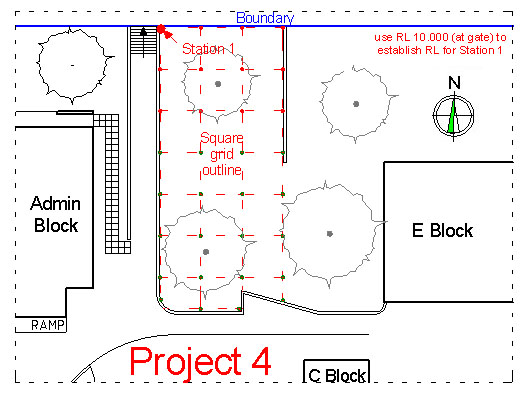 Boundary
use RL 10.000 (at gate) to
establish RL for Station 1
Station 1
N
Square
grid
outline
Admin
Block
E Block
RAMP
Project 4
C Block